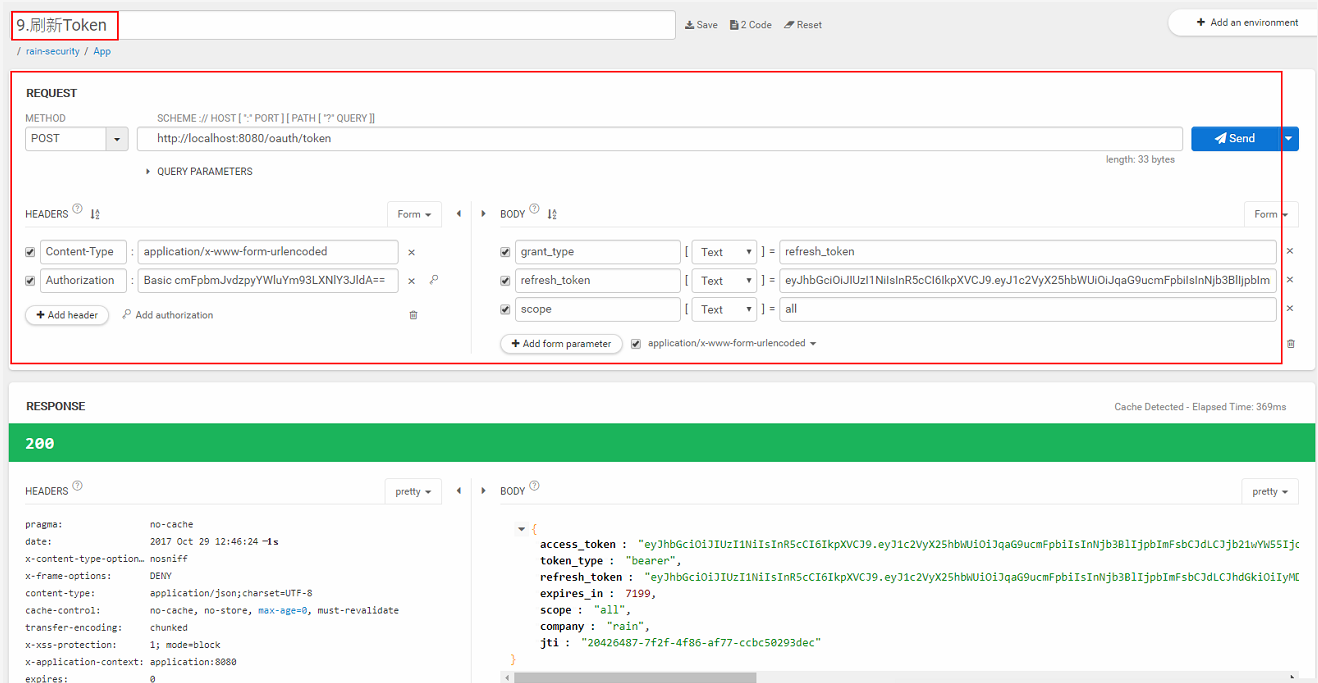 9.刷新Token
Save
2 Code
Reset
+ Add an environment
/ rain-security / App
REQUEST
METHOD
SCHEME :// HOST [ ":" PORT ] [ PATH [ "?" QUERY ]]
POST
http://localhost:8080/oauth/token
Send
length: 33 bytes
QUERY PARAMETERS
HEADERS ?
Form
BODY ?
Form
Content-Type : application/x-www-form-urlencoded
Authorization : Basic cmFpbmJvdzpyYWluYm93LXNlY3JldA==
+ Add header
Add authorization
grant_type [ Text ] = refresh_token
refresh_token [ Text ] = eyJhbGciOiJIUzI1NiIsInR5cCI6IkpXVCJ9.eyJ1c2VyX25hbWUiOiJqaG9ucmFpbiIsInNjb3BlIjpbIm
scope [ Text ] = all
+ Add form parameter
application/x-www-form-urlencoded
RESPONSE
Cache Detected - Elapsed Time: 369ms
200
HEADERS ?
pretty
BODY ?
pretty
pragma: no-cache
date: 2017 Oct 29 12:46:24 −1s
x-content-type-option… nosniff
x-frame-options: DENY
content-type: application/json;charset=UTF-8
cache-control: no-cache, no-store, max-age=0, must-revalidate
transfer-encoding: chunked
x-xss-protection: 1; mode=block
x-application-context: application:8080
expires: 0
{
access_token : "eyJhbGciOiJIUzI1NiIsInR5cCI6IkpXVCJ9.eyJ1c2VyX25hbWUiOiJqaG9ucmFpbiIsInNjb3BlIjpbImFsbCJdLCJjb21wYW55Ijo
token_type : "bearer",
refresh_token : "eyJhbGciOiJIUzI1NiIsInR5cCI6IkpXVCJ9.eyJ1c2VyX25hbWUiOiJqaG9ucmFpbiIsInNjb3BlIjpbImFsbCJdLCJhdGkiOiIyMD
expires_in : 7199,
scope : "all",
company : "rain",
jti : "20426487-7f2f-4f86-af77-ccbc50293dec"
}